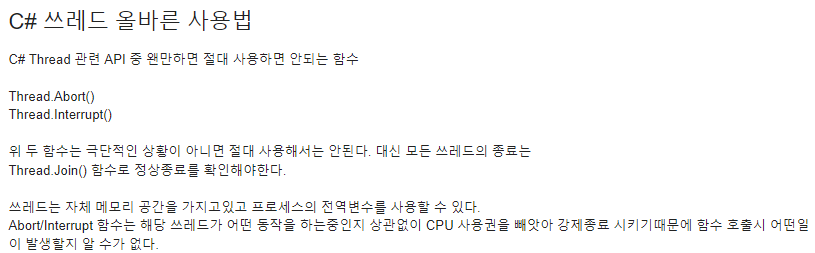 C# 쓰레드 올바른 사용법
C# Thread 관련 API 중 왠만하면 절대 사용하면 안되는 함수
Thread.Abort()
Thread.Interrupt()
위 두 함수는 극단적인 상황이 아니면 절대 사용해서는 안된다. 대신 모든 쓰레드의 종료는
Thread.Join() 함수로 정상종료를 확인해야한다.
쓰레드는 자체 메모리 공간을 가지고있고 프로세스의 전역변수를 사용할 수 있다.
Abort/Interrupt 함수는 해당 쓰레드가 어떤 동작을 하는중인지 상관없이 CPU 사용권을 빼앗아 강제종료 시키기때문에 함수 호출시 어떤일
이 발생할지 알 수가 없다.